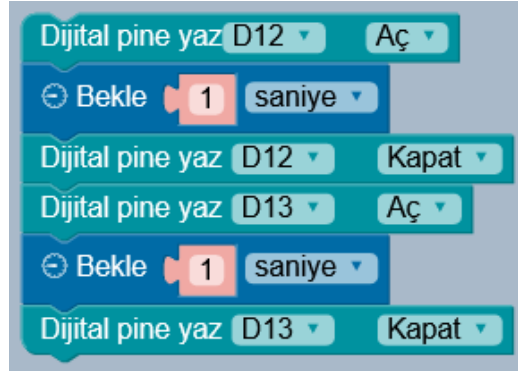 Dijital pine yaz D12 Aç
Bekle 1 saniye
Dijital pine yaz D12 Kapat
Dijital pine yaz D13 Aç
Bekle 1 saniye
Dijital pine yaz D13 Kapat